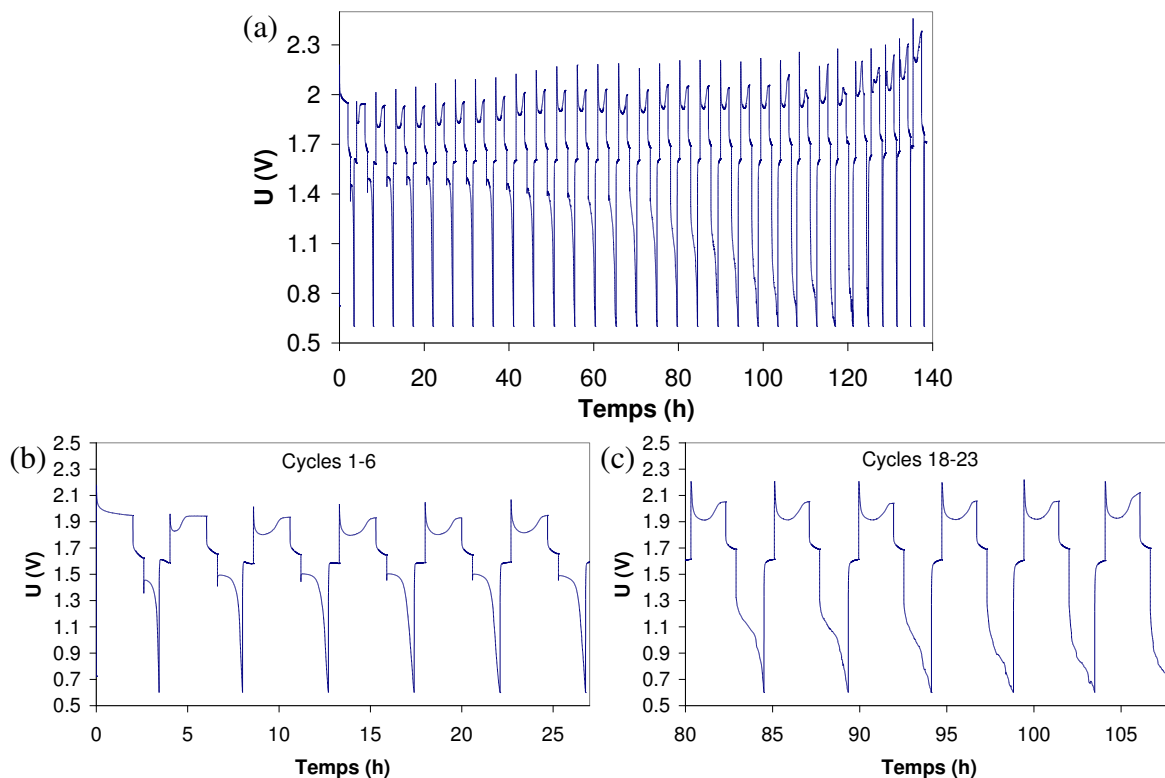 (a)
2.3
2
1.7
1.4
1.1
0.8
0.5
U (V)
0 20 40 60 80 100 120 140
Temps (h)
(b)
Cycles 1-6
2.5
2.3
2.1
1.9
1.7
1.5
1.3
1.1
0.9
0.7
0.5
U (V)
0 5 10 15 20 25
Temps (h)
(c)
Cycles 18-23
2.5
2.3
2.1
1.9
1.7
1.5
1.3
1.1
0.9
0.7
0.5
U (V)
80 85 90 95 100 105
Temps (h)